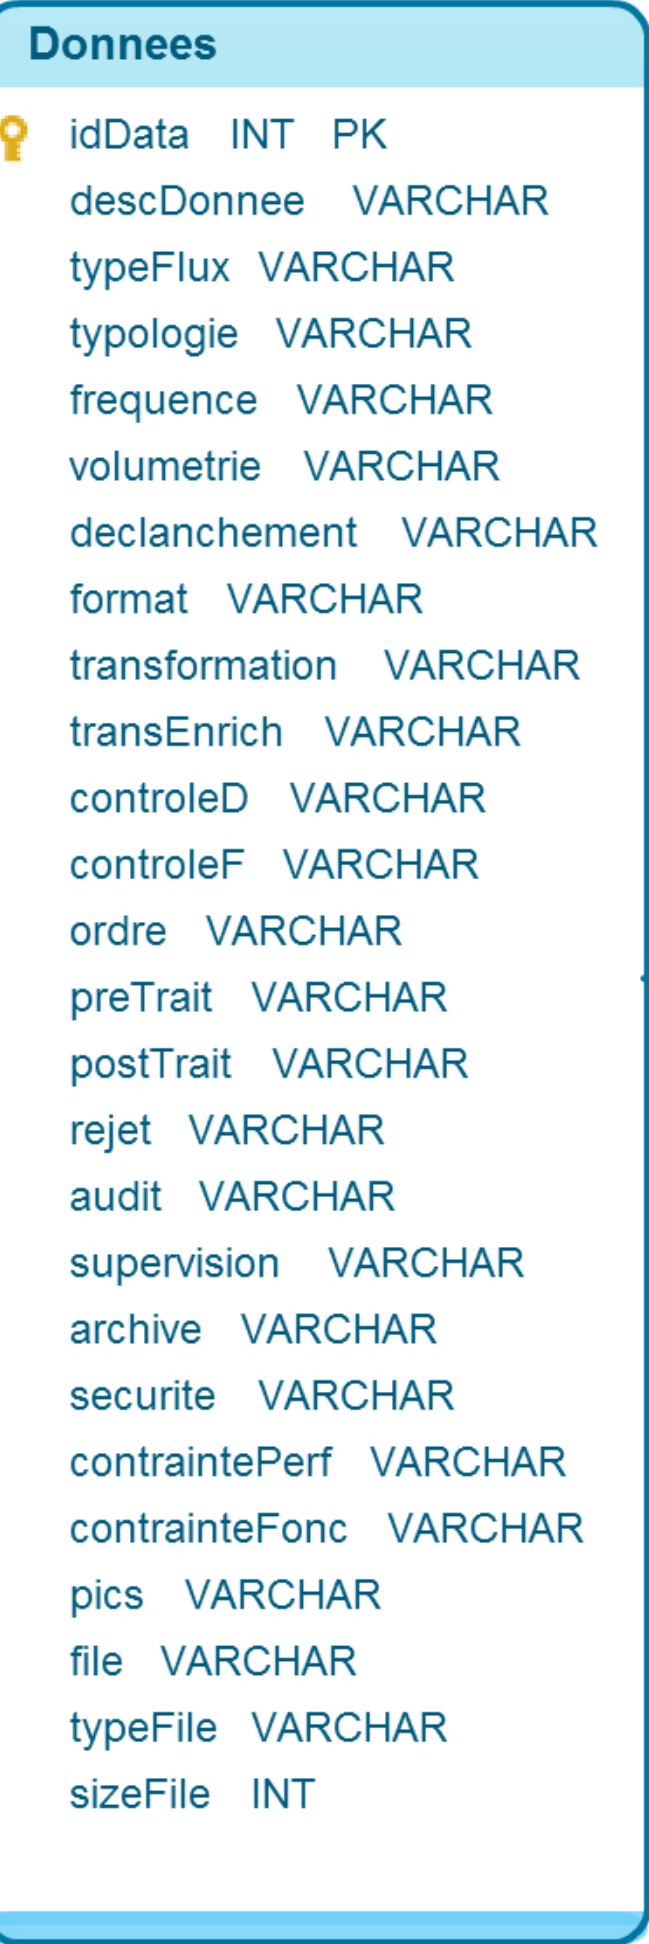 Donnees
idData INT PK
descDonnee VARCHAR
typeFlux VARCHAR
typologie VARCHAR
frequence VARCHAR
volumetrie VARCHAR
declanchement VARCHAR
format VARCHAR
transformation VARCHAR
transEnrich VARCHAR
controleD VARCHAR
controleF VARCHAR
ordre VARCHAR
preTrait VARCHAR
postTrait VARCHAR
rejet VARCHAR
audit VARCHAR
supervision VARCHAR
archive VARCHAR
securite VARCHAR
contraintePerf VARCHAR
contrainteFonc VARCHAR
pics VARCHAR
file VARCHAR
typeFile VARCHAR
sizeFile INT